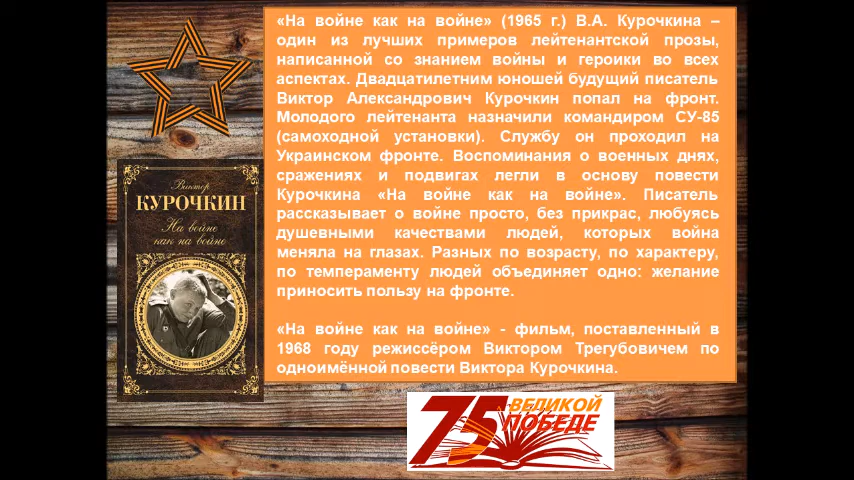 «На войне как на войне» (1965 г.) В.А. Курочкина –
один из лучших примеров лейтенантской прозы,
написанной со знанием войны и героики во всех
аспектах. Двадцатилетним юношей будущий писатель
Виктор Александрович Курочкин попал на фронт.
Молодого лейтенанта назначили командиром СУ-85
(самоходной установки). Службу он проходил на
Украинском фронте. Воспоминания о военных днях,
сражениях и подвигах легли в основу повести
Курочкина «На войне как на войне». Писатель
рассказывает о войне просто, без прикрас, любуясь
душевными качествами людей, которых война
меняла на глазах. Разных по возрасту, по характеру,
по темпераменту людей объединяет одно: желание
приносить пользу на фронте.
«На войне как на войне» - фильм, поставленный в
1968 году режиссёром Виктором Трегубовичем по
одноимённой повести Виктора Курочкина.
Виктор
КУРОЧКИН
На войне
как на войне
75 ВЕЛИКОЙ
ПОБЕДЕ